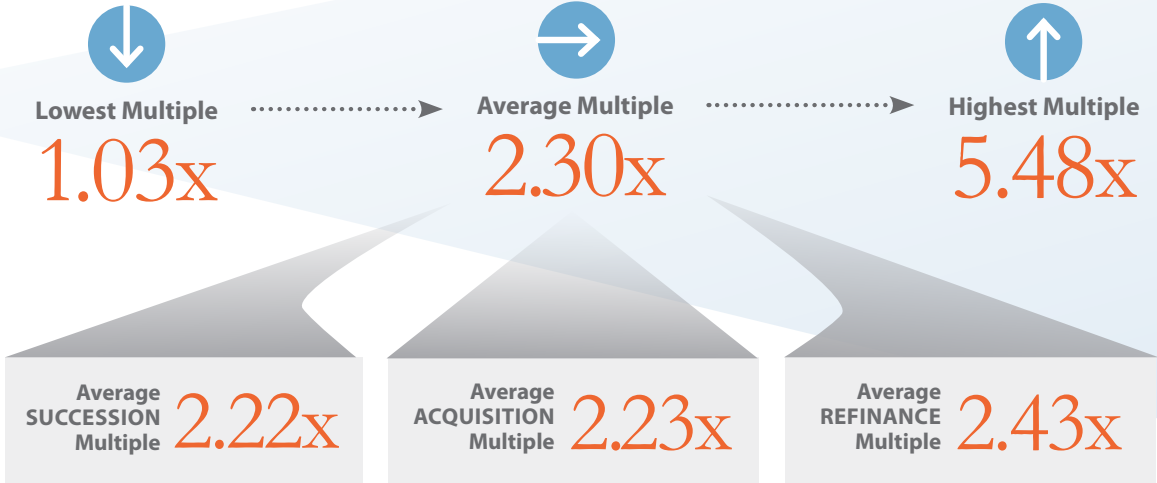 Lowest Multiple
1.03x
Average Multiple
2.30x
Highest Multiple
5.48x
Average
SUCCESSION
Multiple
2.22x
Average
ACQUISITION
Multiple
2.23x
Average
REFINANCE
Multiple
2.43x